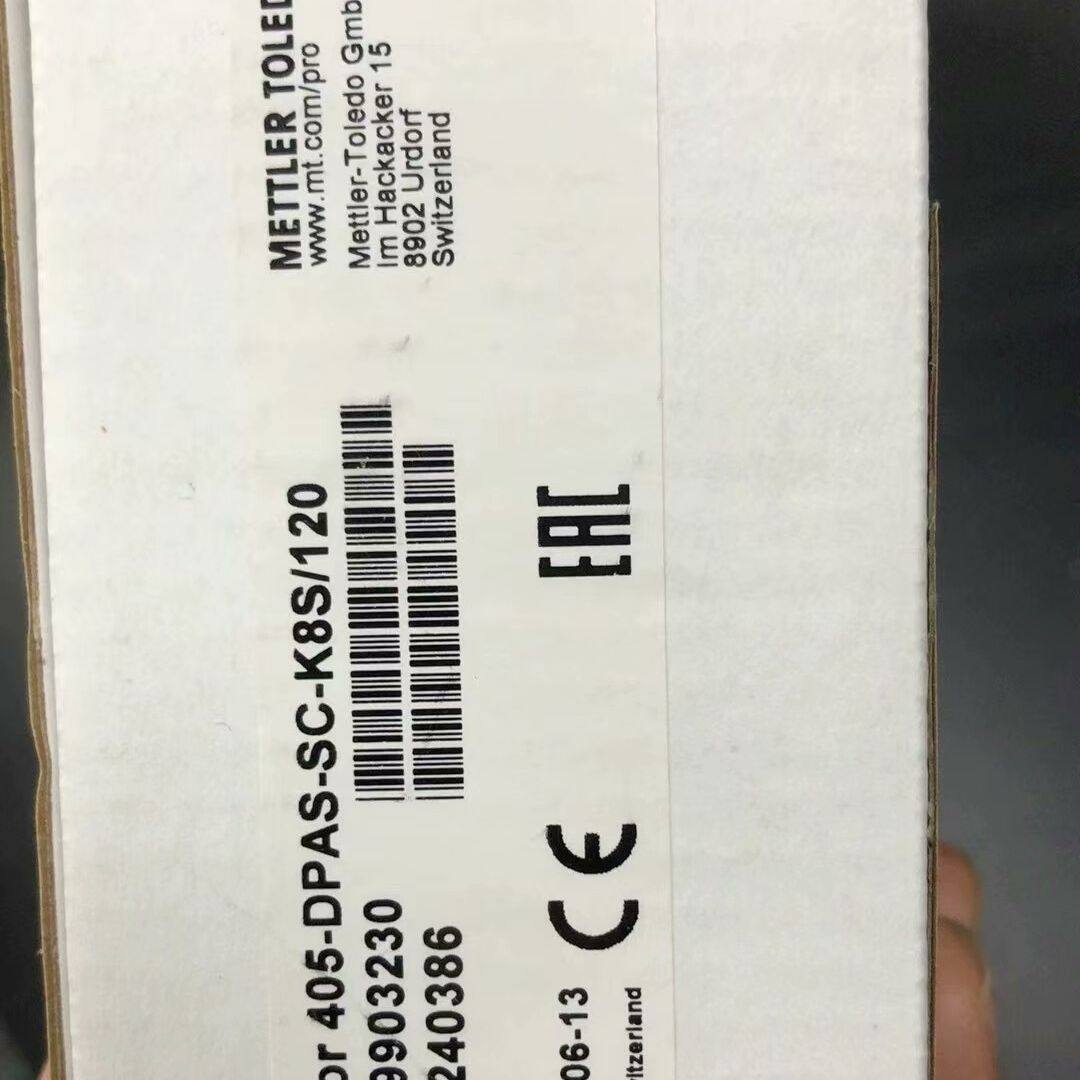 METTLER TOLED
www.mt.com/pro
Mettler-Toledo Gmb
Im Hackacker 15
8902 Urdorf
Switzerland
or 405-DPAS-SC-K8S/120
9903230
240386
06-13
CE
EAC
itzerland